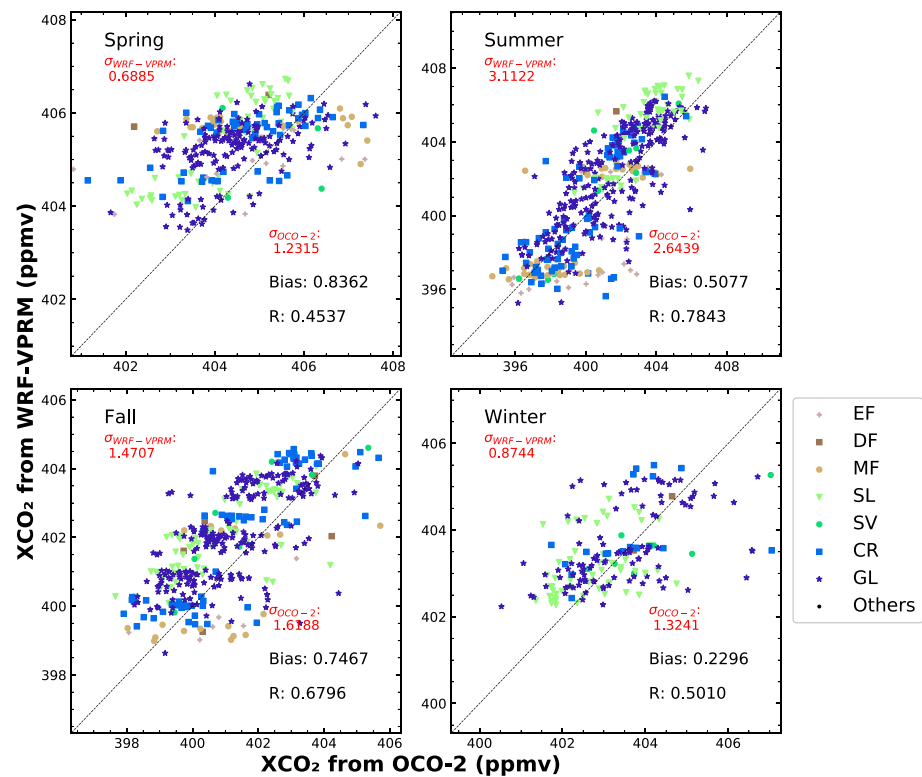 Spring
σWRF−VPRM:
0.6885
σOCO−2:
1.2315
Bias: 0.8362
R: 0.4537
408
406
404
402
402
404
406
408
Summer
σWRF−VPRM:
3.1122
σOCO−2:
2.6439
Bias: 0.5077
R: 0.7843
408
404
400
396
396
400
404
408
Fall
σWRF−VPRM:
1.4707
σOCO−2:
1.6188
Bias: 0.7467
R: 0.6796
406
404
402
400
398
398
400
402
404
406
Winter
σWRF−VPRM:
0.8744
σOCO−2:
1.3241
Bias: 0.2296
R: 0.5010
406
404
402
400
400
402
404
406
XCO₂ from WRF-VPRM (ppmv)
XCO₂ from OCO-2 (ppmv)
EF
DF
MF
SL
SV
CR
GL
Others